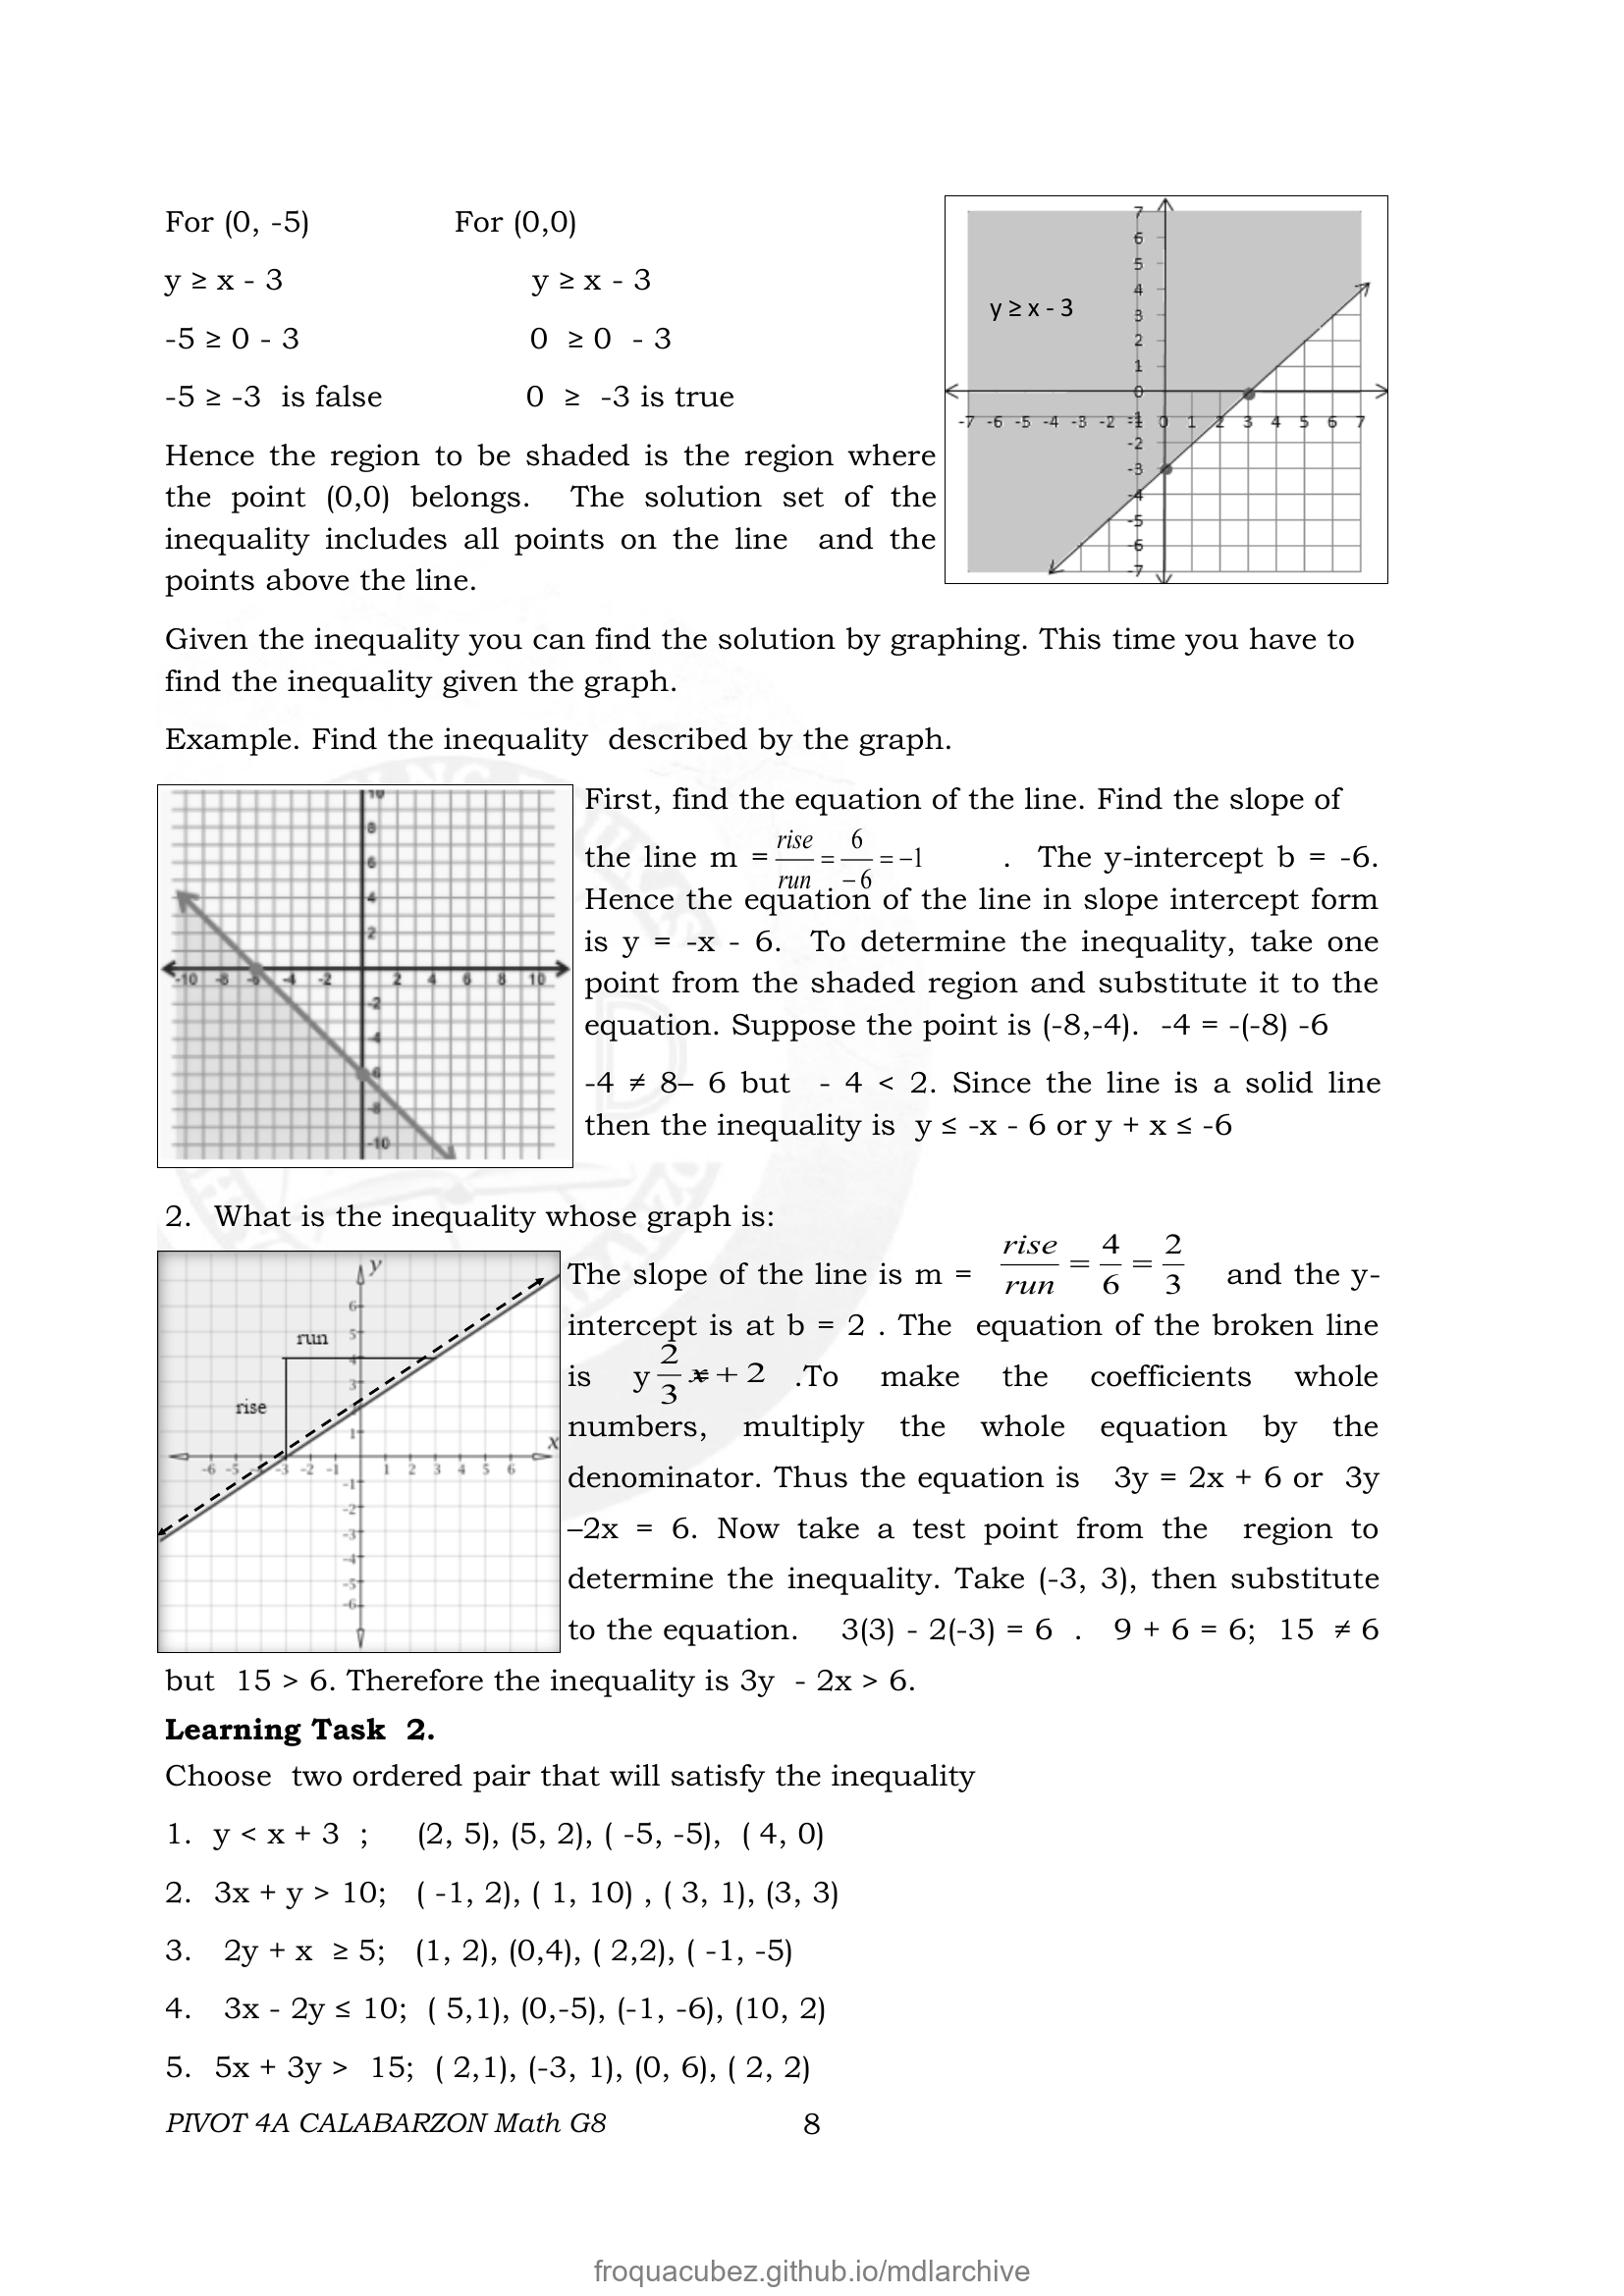 For (0, -5) For (0,0)
y ≥ x - 3 y ≥ x - 3
-5 ≥ 0 - 3 0 ≥ 0 - 3
-5 ≥ -3 is false 0 ≥ -3 is true
Hence the region to be shaded is the region where
the point (0,0) belongs. The solution set of the
inequality includes all points on the line and the
points above the line.
y ≥ x - 3
7
6
5
4
3
2
1
0
-7 -6 -5 -4 -3 -2 -1 0 1 2 3 4 5 6 7
-2
-3
-4
-5
-6
-7
Given the inequality you can find the solution by graphing. This time you have to
find the inequality given the graph.
Example. Find the inequality described by the graph.
10
8
6
4
2
-10 -8 -6 -4 -2 2 4 6 8 10
-2
-4
-6
-8
-10
First, find the equation of the line. Find the slope of
the line m = rise/run = 6/-6 = -1 . The y-intercept b = -6.
Hence the equation of the line in slope intercept form
is y = -x - 6. To determine the inequality, take one
point from the shaded region and substitute it to the
equation. Suppose the point is (-8,-4). -4 = -(-8) -6
-4 ≠ 8– 6 but - 4 < 2. Since the line is a solid line
then the inequality is y ≤ -x - 6 or y + x ≤ -6
2. What is the inequality whose graph is:
y
6
run 5
4
3
rise
1
x
-6 -5 -3 -2 -1 1 2 3 4 5 6
-1
-2
-3
-4
-5
-6
The slope of the line is m = rise/run = 4/6 = 2/3 and the y-
intercept is at b = 2 . The equation of the broken line
is y = 2/3 x + 2 .To make the coefficients whole
numbers, multiply the whole equation by the
denominator. Thus the equation is 3y = 2x + 6 or 3y
–2x = 6. Now take a test point from the region to
determine the inequality. Take (-3, 3), then substitute
to the equation. 3(3) - 2(-3) = 6 . 9 + 6 = 6; 15 ≠ 6
but 15 > 6. Therefore the inequality is 3y - 2x > 6.
Learning Task 2.
Choose two ordered pair that will satisfy the inequality
1. y < x + 3 ; (2, 5), (5, 2), ( -5, -5), ( 4, 0)
2. 3x + y > 10; ( -1, 2), ( 1, 10) , ( 3, 1), (3, 3)
3. 2y + x ≥ 5; (1, 2), (0,4), ( 2,2), ( -1, -5)
4. 3x - 2y ≤ 10; ( 5,1), (0,-5), (-1, -6), (10, 2)
5. 5x + 3y > 15; ( 2,1), (-3, 1), (0, 6), ( 2, 2)
PIVOT 4A CALABARZON Math G8 8
froquacubez.github.io/mdlarchive